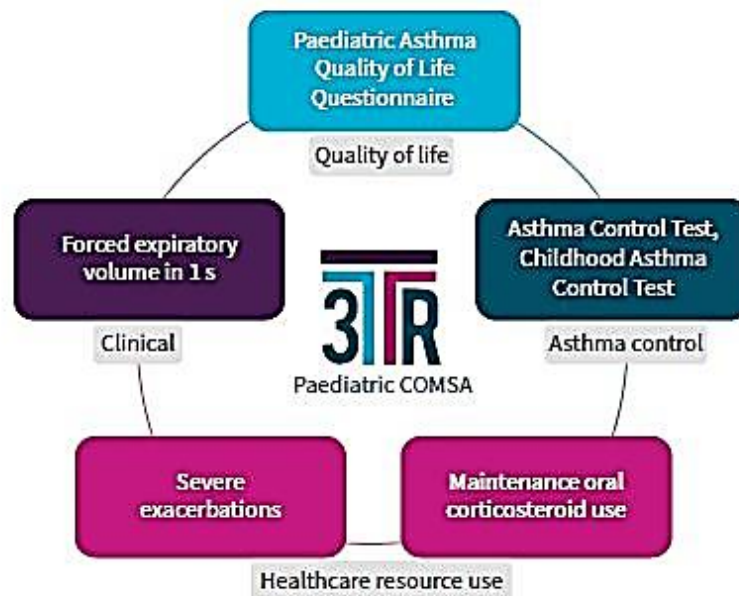 Paediatric Asthma
Quality of Life
Questionnaire
Quality of life
Forced expiratory
volume in 1 s
Clinical
Asthma Control Test,
Childhood Asthma
Control Test
Asthma control
3TR
Paediatric COMSA
Severe
exacerbations
Maintenance oral
corticosteroid use
Healthcare resource use